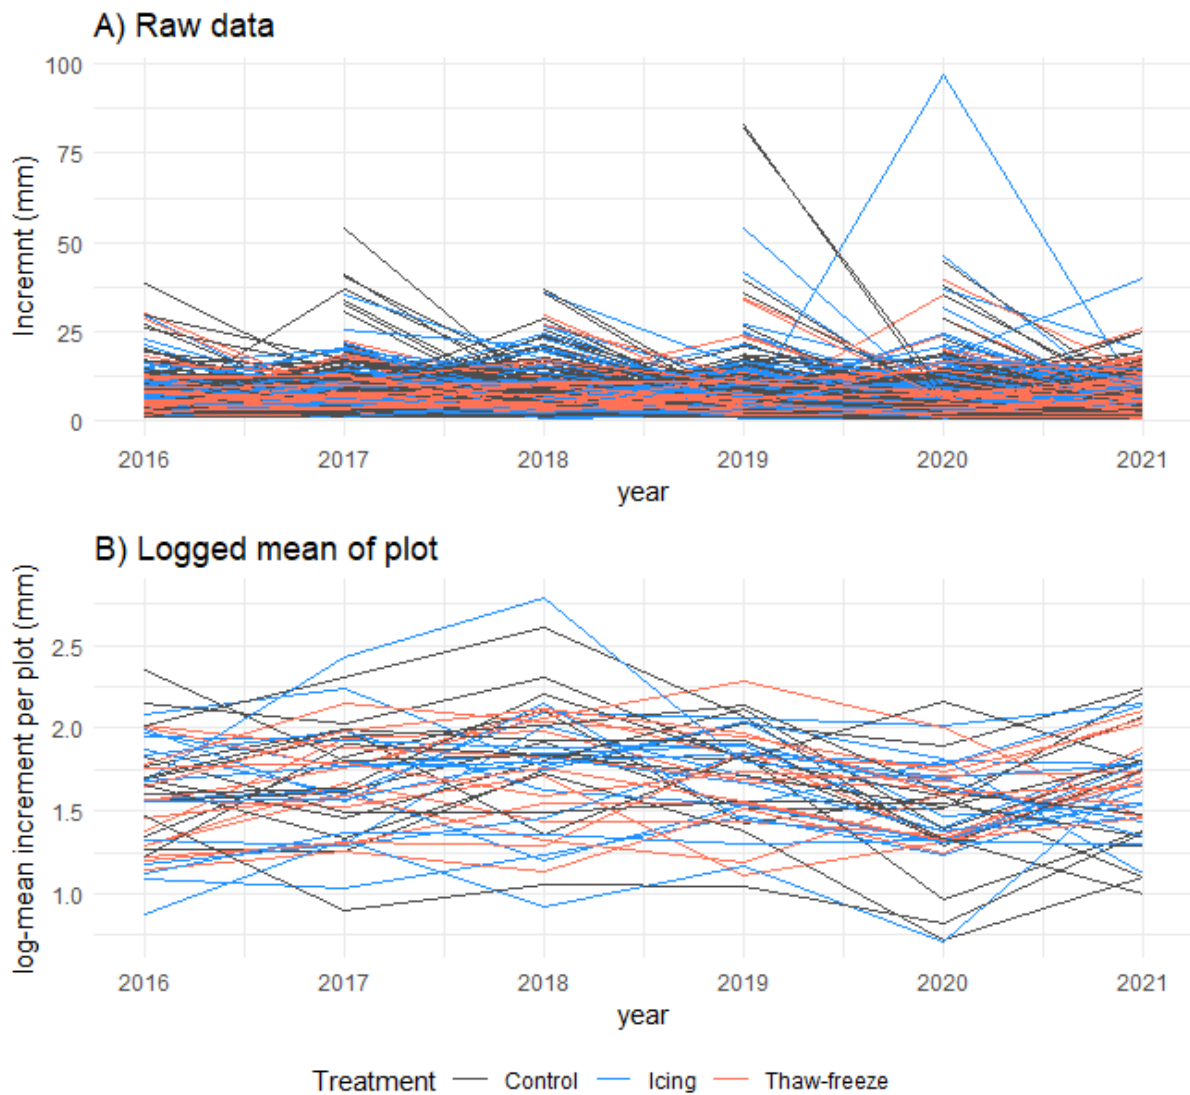 A) Raw data
100
75
50
25
0
Incremnt (mm)
2016 2017 2018 2019 2020 2021
year
B) Logged mean of plot
2.5
2.0
1.5
1.0
log-mean increment per plot (mm)
2016 2017 2018 2019 2020 2021
year
Treatment Control Icing Thaw-freeze